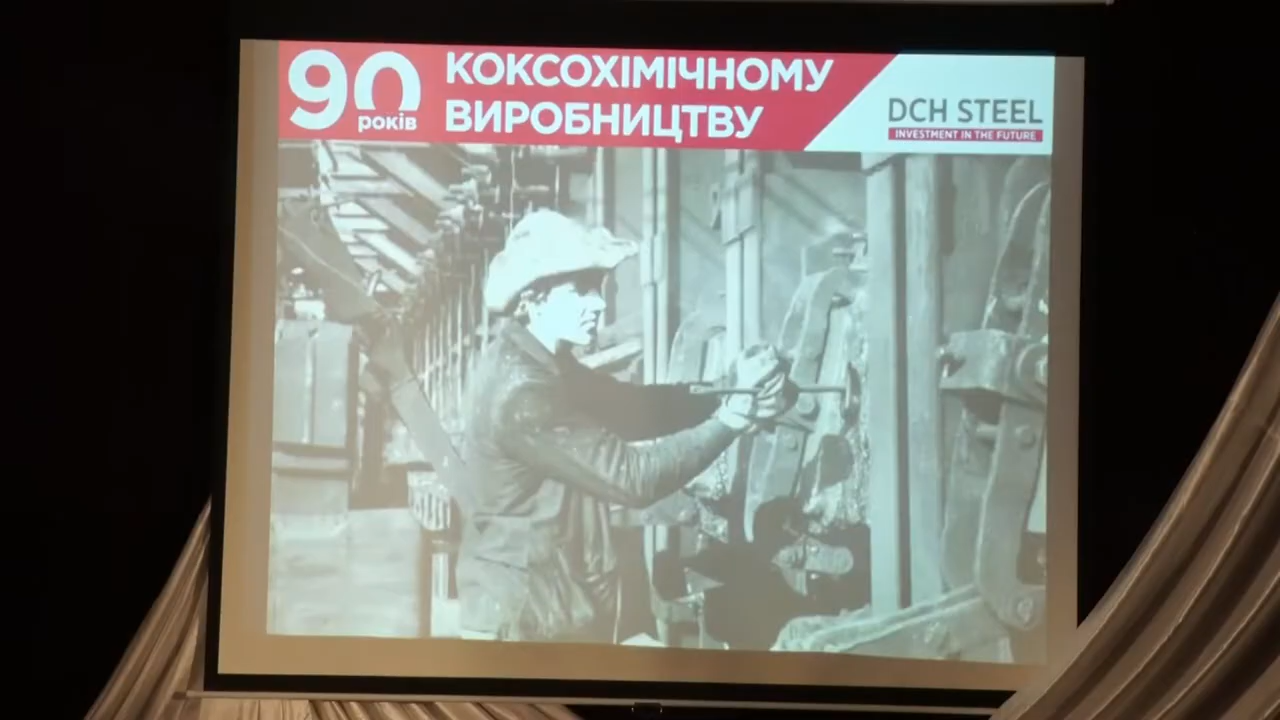 90 років
КОКСОХІМІЧНОМУ
ВИРОБНИЦТВУ
DCH STEEL
INVESTMENT IN THE FUTURE